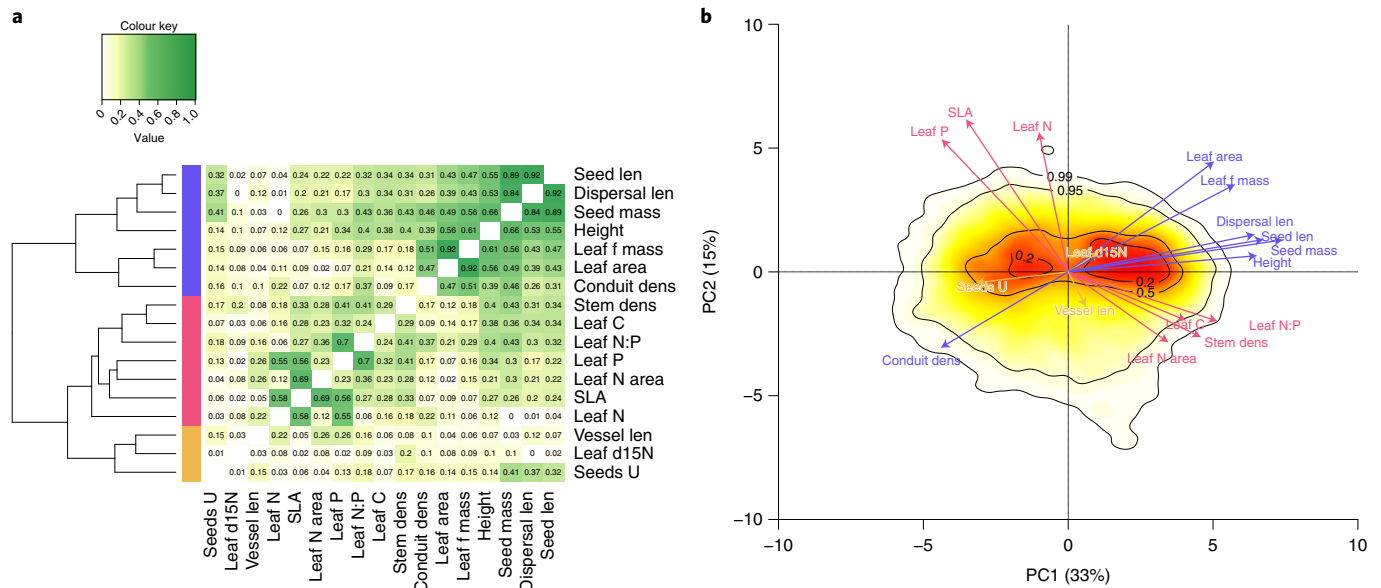 a
Colour key
0 0.2 0.4 0.6 0.8 1.0
Value
0.32 0.02 0.07 0.04 0.24 0.22 0.22 0.32 0.34 0.34 0.31 0.43 0.47 0.55 0.89 0.92 Seed len
0.37 0 0.12 0.01 0.2 0.21 0.17 0.3 0.34 0.31 0.26 0.39 0.43 0.53 0.84 0.92 Dispersal len
0.41 0.1 0.03 0 0.26 0.3 0.3 0.43 0.36 0.43 0.46 0.49 0.56 0.66 0.84 0.89 Seed mass
0.14 0.1 0.07 0.12 0.27 0.21 0.34 0.4 0.38 0.4 0.39 0.56 0.61 0.66 0.53 0.55 Height
0.15 0.09 0.06 0.06 0.07 0.15 0.16 0.29 0.17 0.18 0.51 0.92 0.61 0.56 0.43 0.47 Leaf f mass
0.14 0.08 0.04 0.11 0.09 0.02 0.07 0.21 0.14 0.12 0.47 0.92 0.56 0.49 0.39 0.43 Leaf area
0.16 0.1 0.1 0.22 0.07 0.12 0.17 0.37 0.09 0.29 0.47 0.51 0.39 0.46 0.26 0.31 Conduit dens
0.17 0.2 0.08 0.18 0.33 0.28 0.41 0.41 0.29 0.17 0.12 0.18 0.4 0.43 0.31 0.34 Stem dens
0.07 0.03 0.06 0.16 0.28 0.23 0.32 0.24 0.29 0.09 0.14 0.17 0.38 0.36 0.34 0.34 Leaf C
0.18 0.09 0.16 0.06 0.27 0.36 0.7 0.24 0.41 0.37 0.21 0.29 0.4 0.43 0.3 0.32 Leaf N:P
0.13 0.02 0.26 0.55 0.56 0.23 0.7 0.32 0.41 0.17 0.07 0.16 0.34 0.3 0.17 0.22 Leaf P
0.04 0.08 0.26 0.12 0.69 0.23 0.36 0.23 0.28 0.12 0.02 0.15 0.21 0.3 0.21 0.22 Leaf N area
0.06 0.02 0.05 0.58 0.69 0.56 0.27 0.28 0.33 0.07 0.09 0.07 0.27 0.26 0.2 0.24 SLA
0.03 0.08 0.22 0.58 0.12 0.55 0.06 0.16 0.18 0.22 0.11 0.06 0.12 0 0.01 0.04 Leaf N
0.15 0.03 0.22 0.05 0.26 0.26 0.16 0.06 0.08 0.1 0.04 0.06 0.07 0.03 0.12 0.07 Vessel len
0.01 0.03 0.08 0.02 0.08 0.02 0.09 0.03 0.2 0.1 0.08 0.09 0.1 0.1 0 0.02 Leaf d15N
0.01 0.15 0.03 0.06 0.04 0.13 0.18 0.07 0.17 0.16 0.14 0.15 0.14 0.41 0.37 0.32 Seeds U
Seeds U
Leaf d15N
Vessel len
Leaf N
SLA
Leaf N area
Leaf P
Leaf N:P
Leaf C
Stem dens
Conduit dens
Leaf area
Leaf f mass
Height
Seed mass
Dispersal len
Seed len
b
10
5
0
−5
−10
PC2 (15%)
SLA
Leaf P
Leaf N
Leaf area
0.99
Leaf f mass
0.95
Dispersal len
Seed len
Seed mass
Leaf d15N
Height
0.2
0.2
Seeds U
0.5
Vessel len
Leaf C
Leaf N:P
Stem dens
Leaf N area
Conduit dens
−10 −5 0 5 10
PC1 (33%)